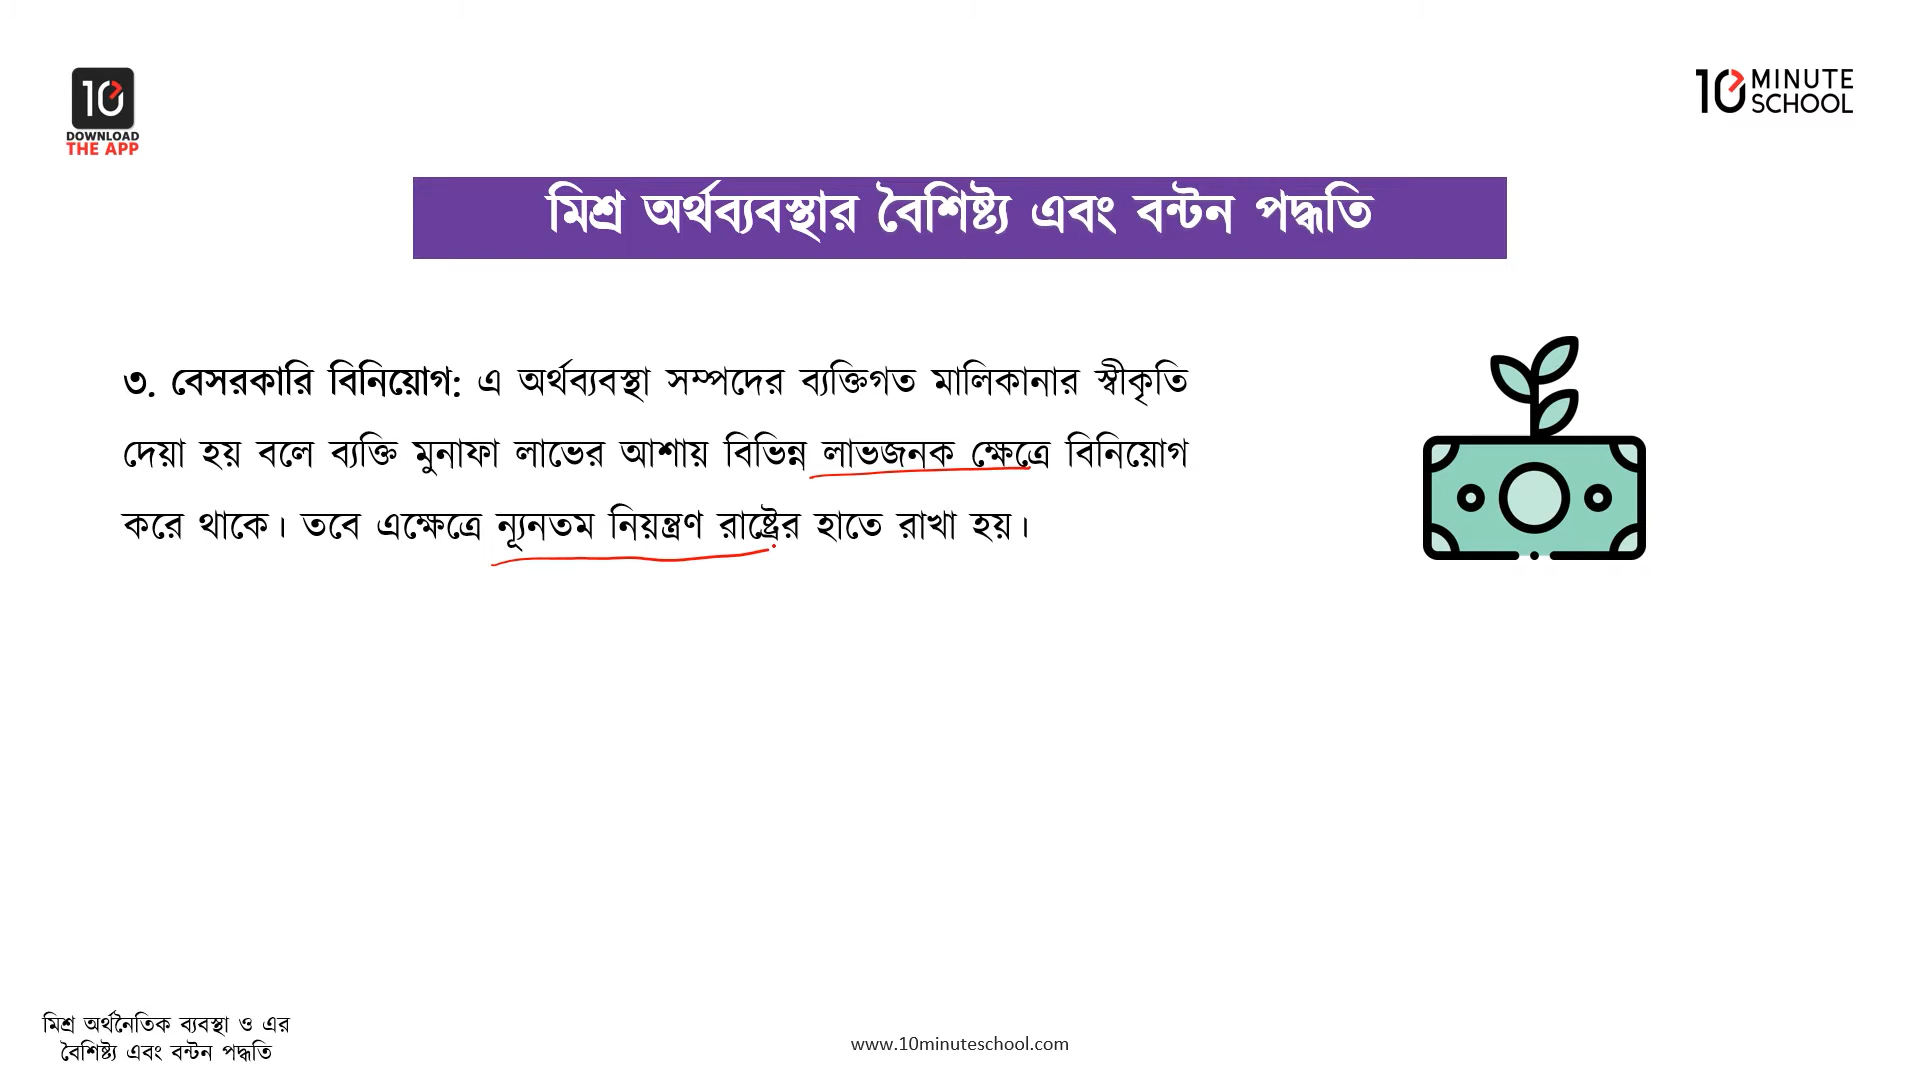 10
DOWNLOAD
THE APP
10 MINUTE
SCHOOL
মিশ্র অর্থব্যবস্থার বৈশিষ্ট্য এবং বন্টন পদ্ধতি
৩. বেসরকারি বিনিয়োগ: এ অর্থব্যবস্থা সম্পদের ব্যক্তিগত মালিকানার স্বীকৃতি
দেয়া হয় বলে ব্যক্তি মুনাফা লাভের আশায় বিভিন্ন লাভজনক ক্ষেত্রে বিনিয়োগ
করে থাকে। তবে এক্ষেত্রে ন্যূনতম নিয়ন্ত্রণ রাষ্ট্রের হাতে রাখা হয়।
মিশ্র অর্থনৈতিক ব্যবস্থা ও এর
বৈশিষ্ট্য এবং বন্টন পদ্ধতি
www.10minuteschool.com